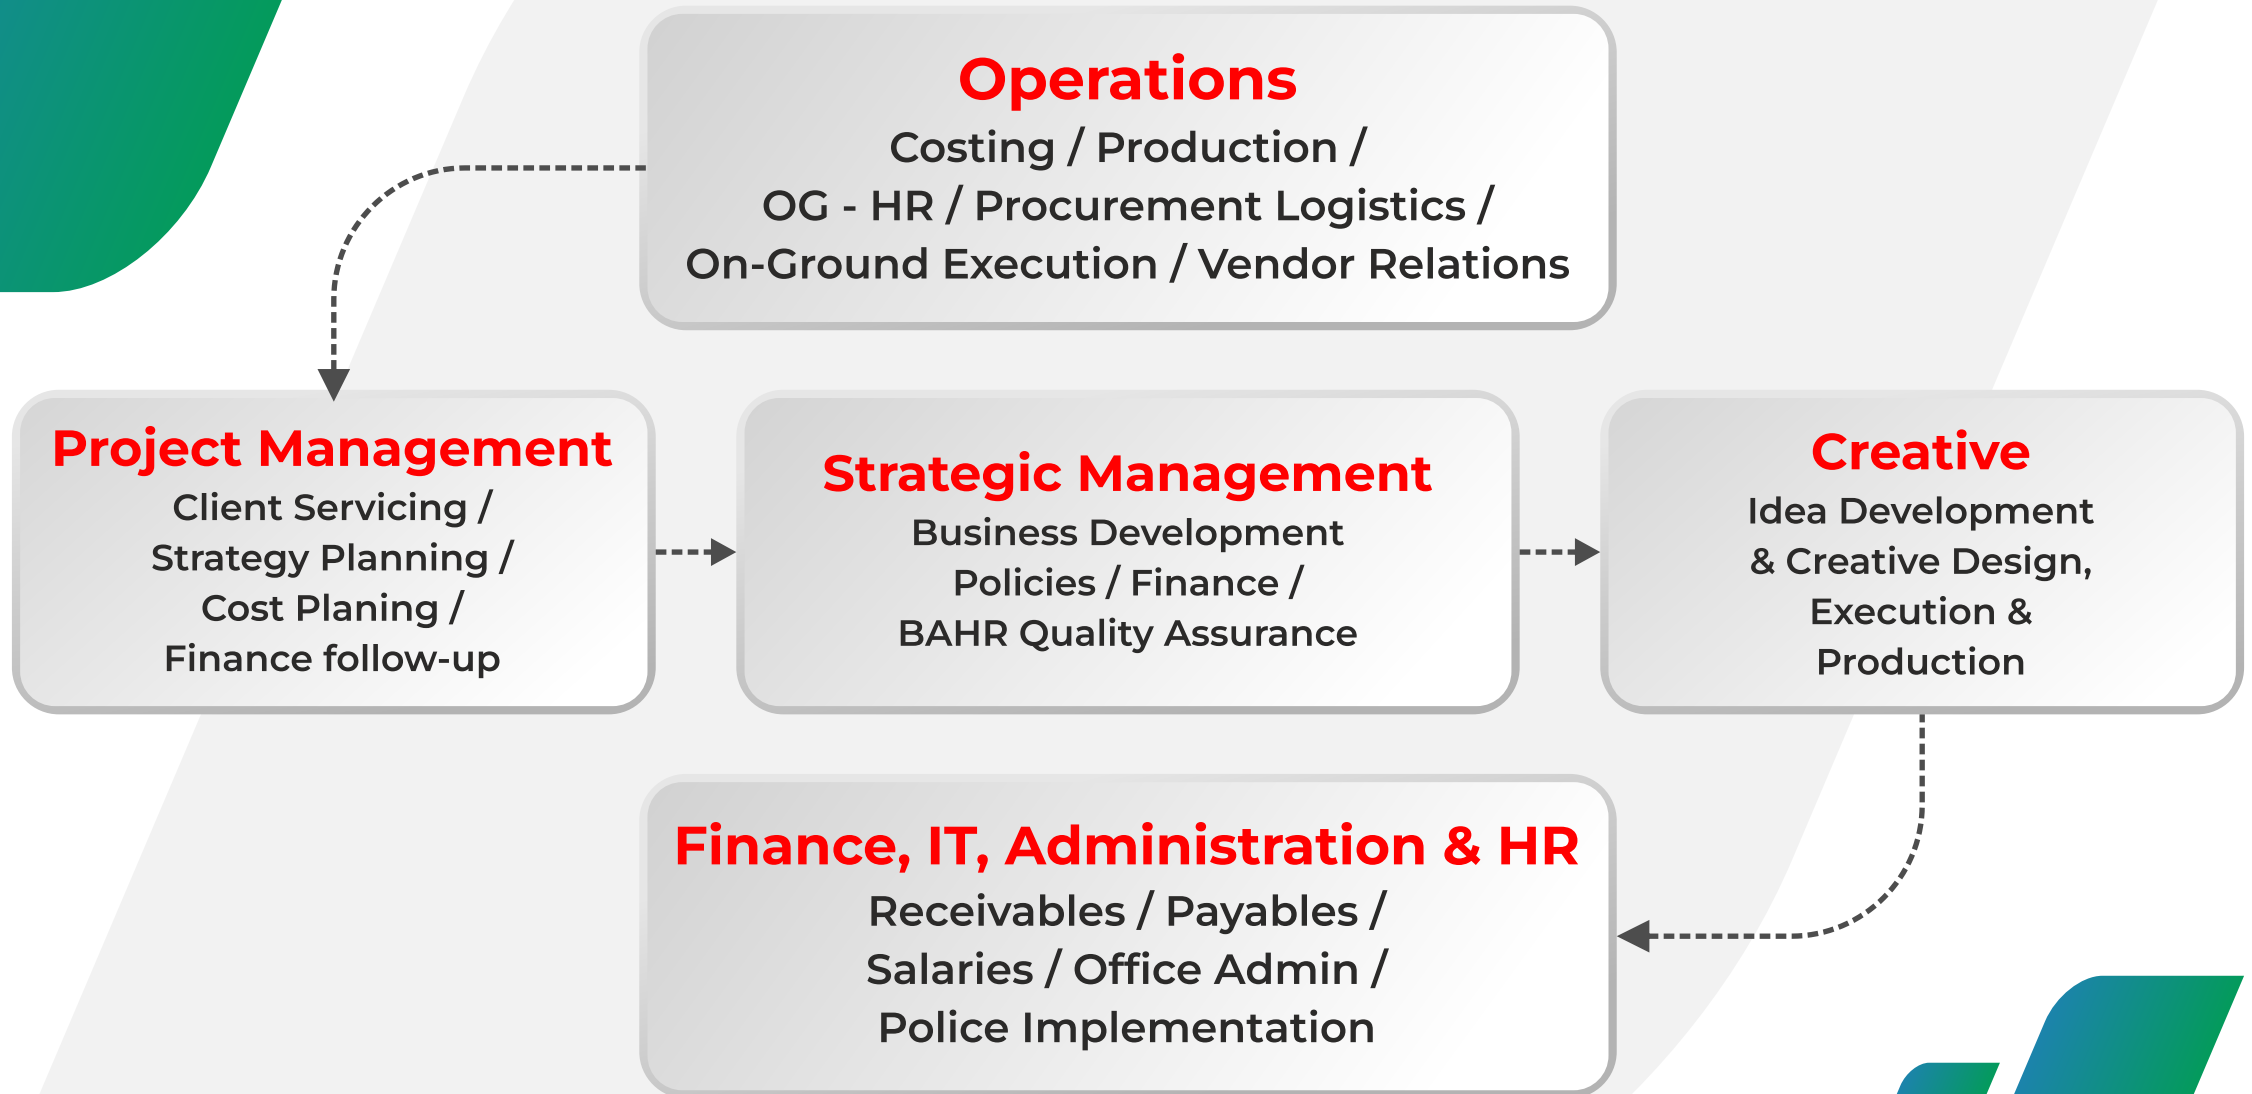 Operations
Costing / Production /
OG - HR / Procurement Logistics /
On-Ground Execution / Vendor Relations
Project Management
Client Servicing /
Strategy Planning /
Cost Planing /
Finance follow-up
Strategic Management
Business Development
Policies / Finance /
BAHR Quality Assurance
Creative
Idea Development
& Creative Design,
Execution &
Production
Finance, IT, Administration & HR
Receivables / Payables /
Salaries / Office Admin /
Police Implementation